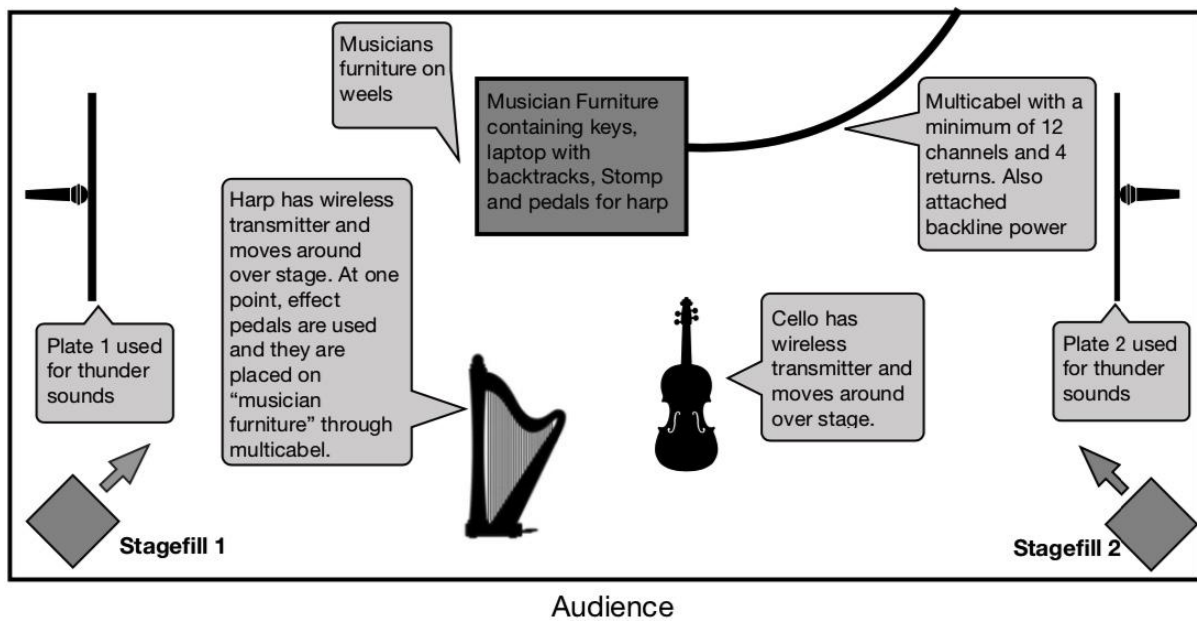 Musicians
furniture on
weels
Musician Furniture
containing keys,
laptop with
backtracks, Stomp
and pedals for harp
Multicabel with a
minimum of 12
channels and 4
returns. Also
attached
backline power
Harp has wireless
transmitter and
moves around
over stage. At one
point, effect
pedals are used
and they are
placed on
“musician
furniture” through
multicabel.
Cello has
wireless
transmitter and
moves around
over stage.
Plate 1 used
for thunder
sounds
Plate 2 used
for thunder
sounds
Stagefill 1
Stagefill 2
Audience